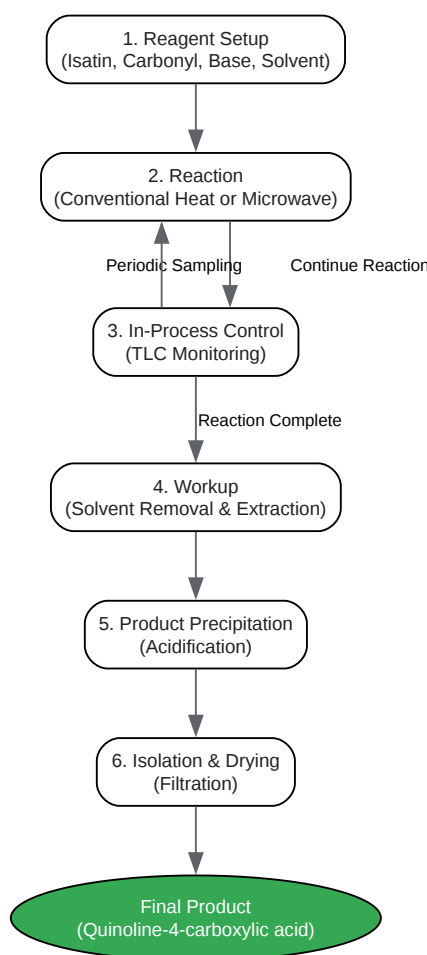 1. Reagent Setup
(Isatin, Carbonyl, Base, Solvent)
2. Reaction
(Conventional Heat or Microwave)
Periodic Sampling
Continue Reaction
3. In-Process Control
(TLC Monitoring)
Reaction Complete
4. Workup
(Solvent Removal & Extraction)
5. Product Precipitation
(Acidification)
6. Isolation & Drying
(Filtration)
Final Product
(Quinoline-4-carboxylic acid)